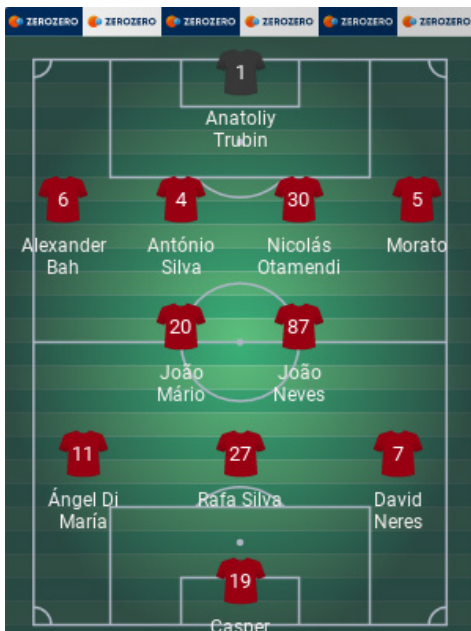 ZEROZERO ZEROZERO ZEROZERO ZEROZERO ZEROZERO ZEROZERO
1
Anatoliy
Trubin
6 4 30 5
Alexander António Nicolás Morato
Bah Silva Otamendi
20 87
João João
Mário Neves
11 27 7
Ángel Di Rafa Silva David
María Neres
19
Casper